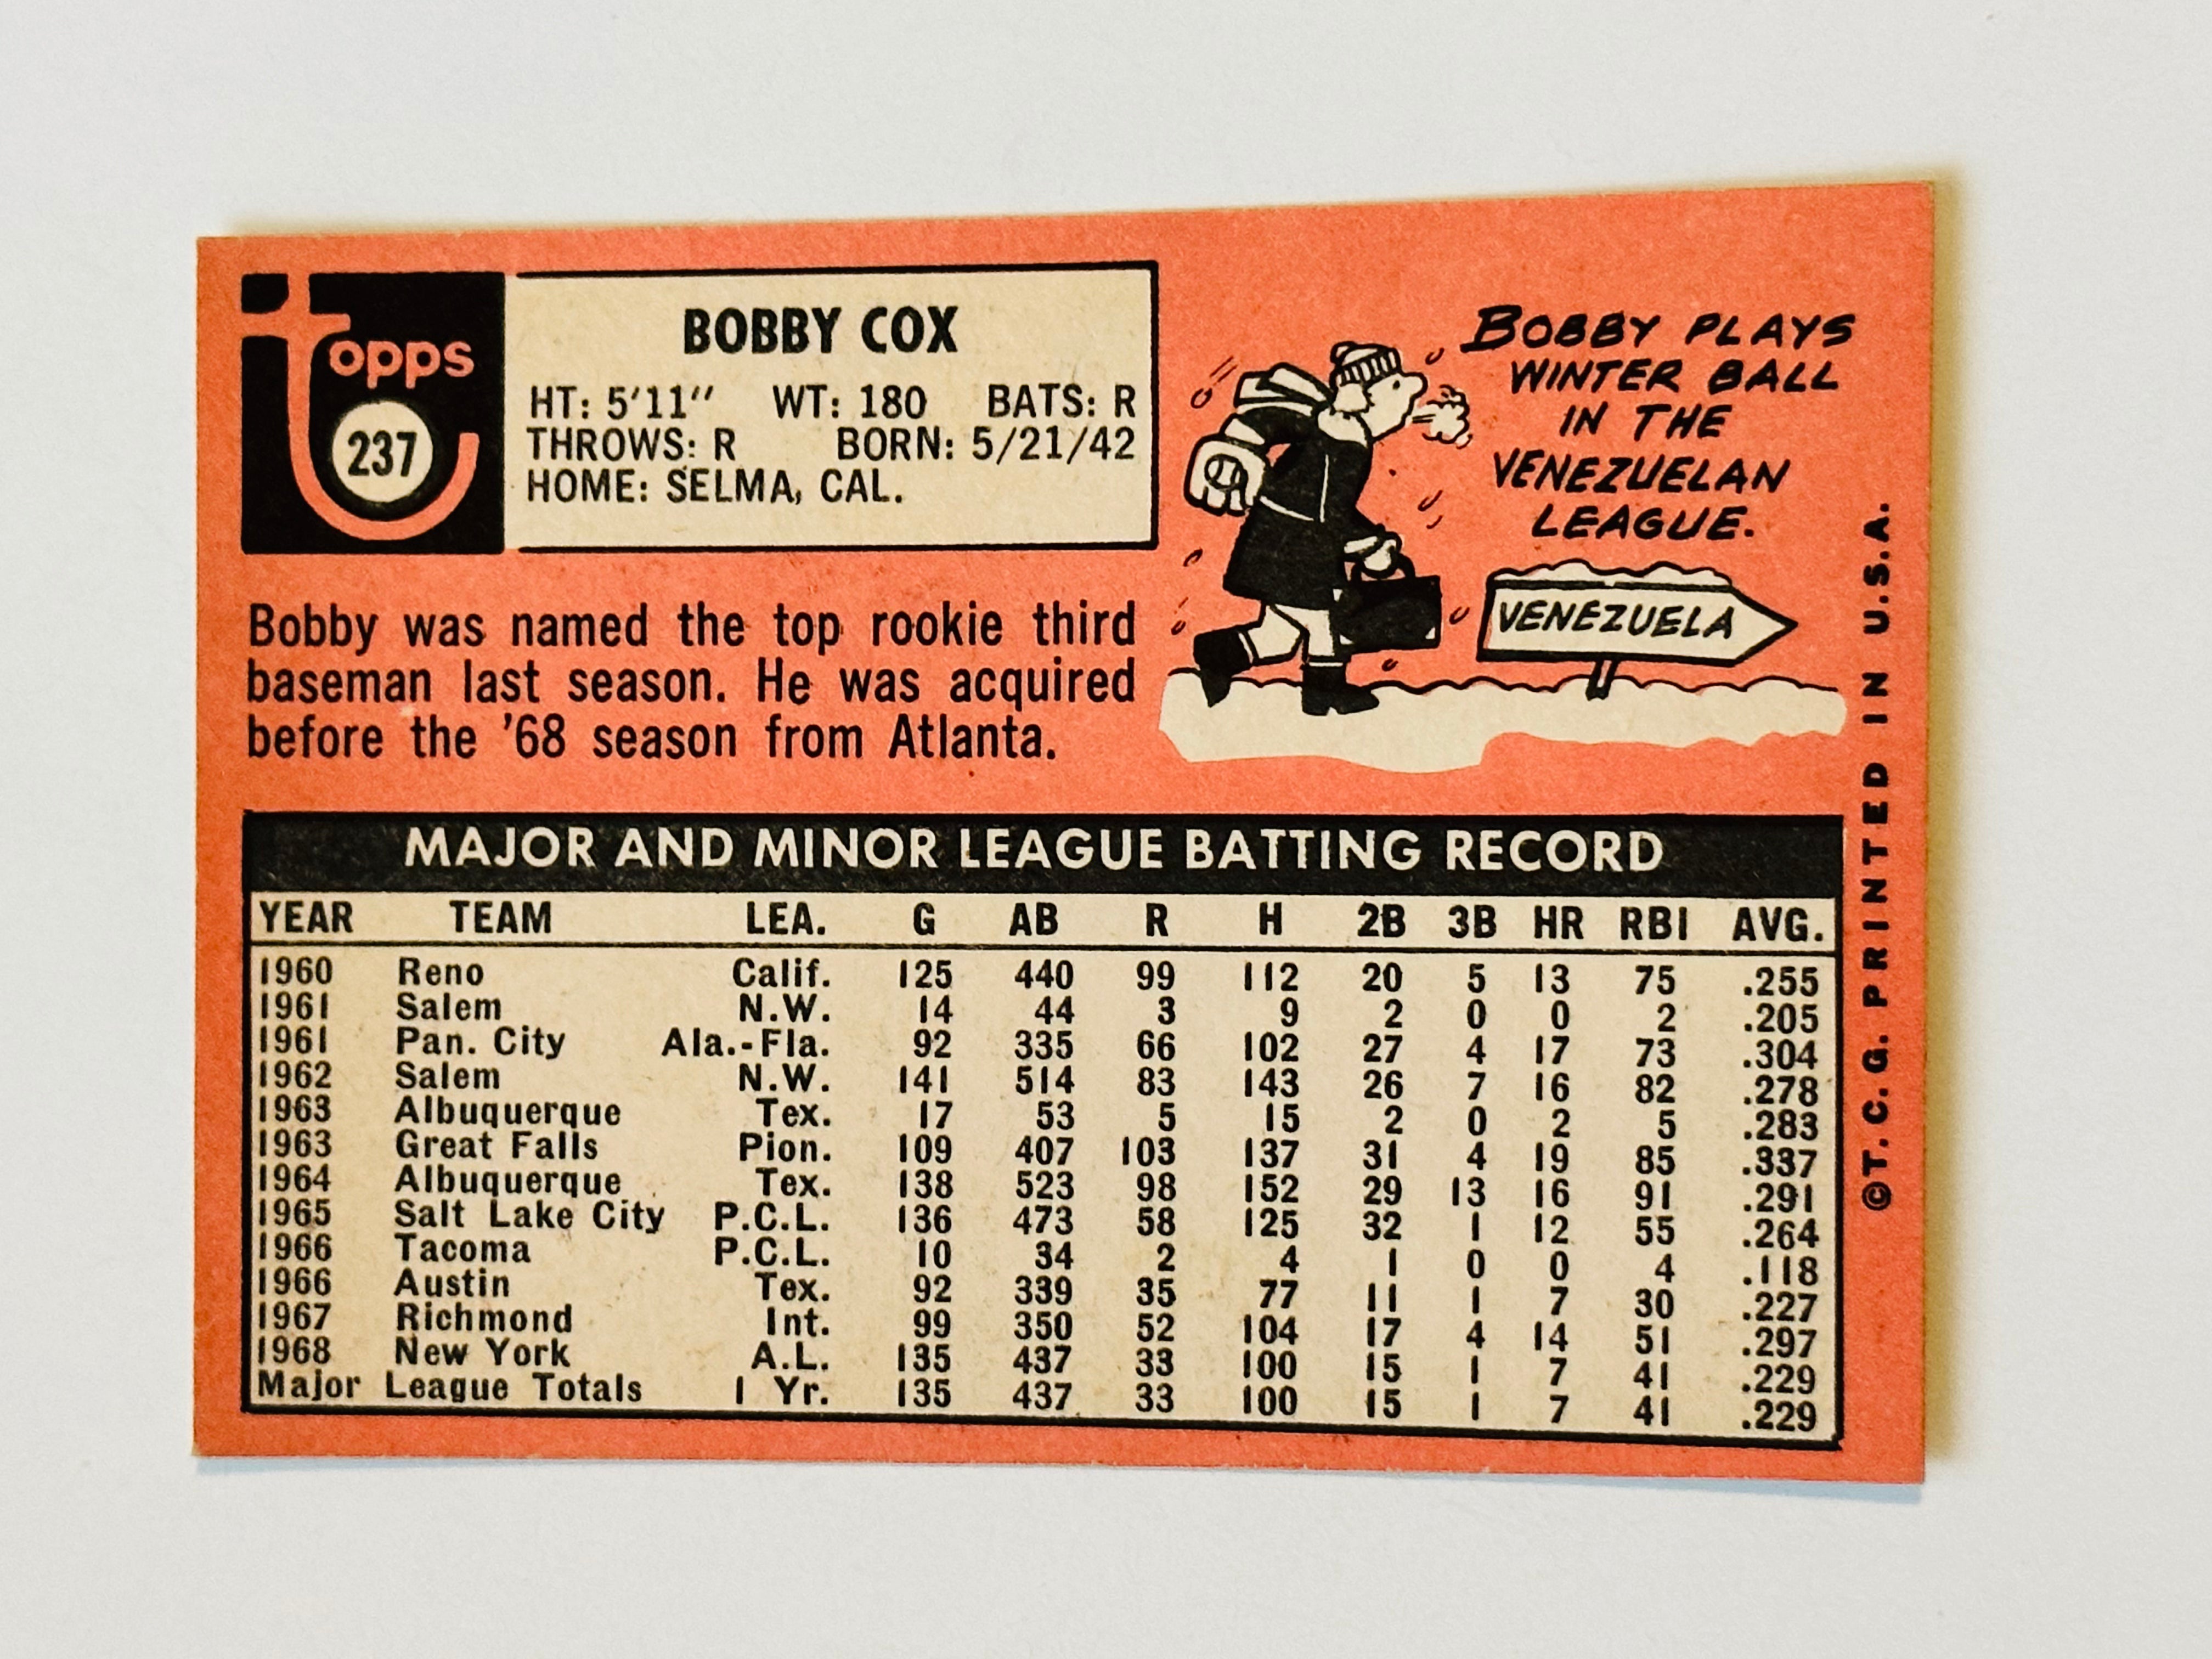 Topps
237
BOBBY COX
HT: 5'11" WT: 180 BATS: R
THROWS: R BORN: 5/21/42
HOME: SELMA, CAL.
BOBBY PLAYS
WINTER BALL
IN THE
VENEZUELAN
LEAGUE.
VENEZUELA
Bobby was named the top rookie third
baseman last season. He was acquired
before the '68 season from Atlanta.
MAJOR AND MINOR LEAGUE BATTING RECORD
YEAR TEAM LEA. G AB R H 2B 3B HR RBI AVG.
1960 Reno Calif. 125 440 99 112 20 5 13 75 .255
1961 Salem N.W. 14 44 3 9 2 0 0 2 .205
1961 Pan. City Ala.-Fla. 92 335 66 102 27 4 17 73 .304
1962 Salem N.W. 141 514 83 143 26 7 16 82 .278
1963 Albuquerque Tex. 17 53 5 15 2 0 2 5 .283
1963 Great Falls Pion. 109 407 103 137 31 4 19 85 .337
1964 Albuquerque Tex. 138 523 98 152 29 13 16 91 .291
1965 Salt Lake City P.C.L. 136 473 58 125 32 1 12 55 .264
1966 Tacoma P.C.L. 10 34 2 4 1 0 0 4 .118
1966 Austin Tex. 92 339 35 77 11 1 7 30 .227
1967 Richmond Int. 99 350 52 104 17 4 14 51 .297
1968 New York A.L. 135 437 33 100 15 1 7 41 .229
Major League Totals 1 Yr. 135 437 33 100 15 1 7 41 .229
©T.C.G. PRINTED IN U.S.A.